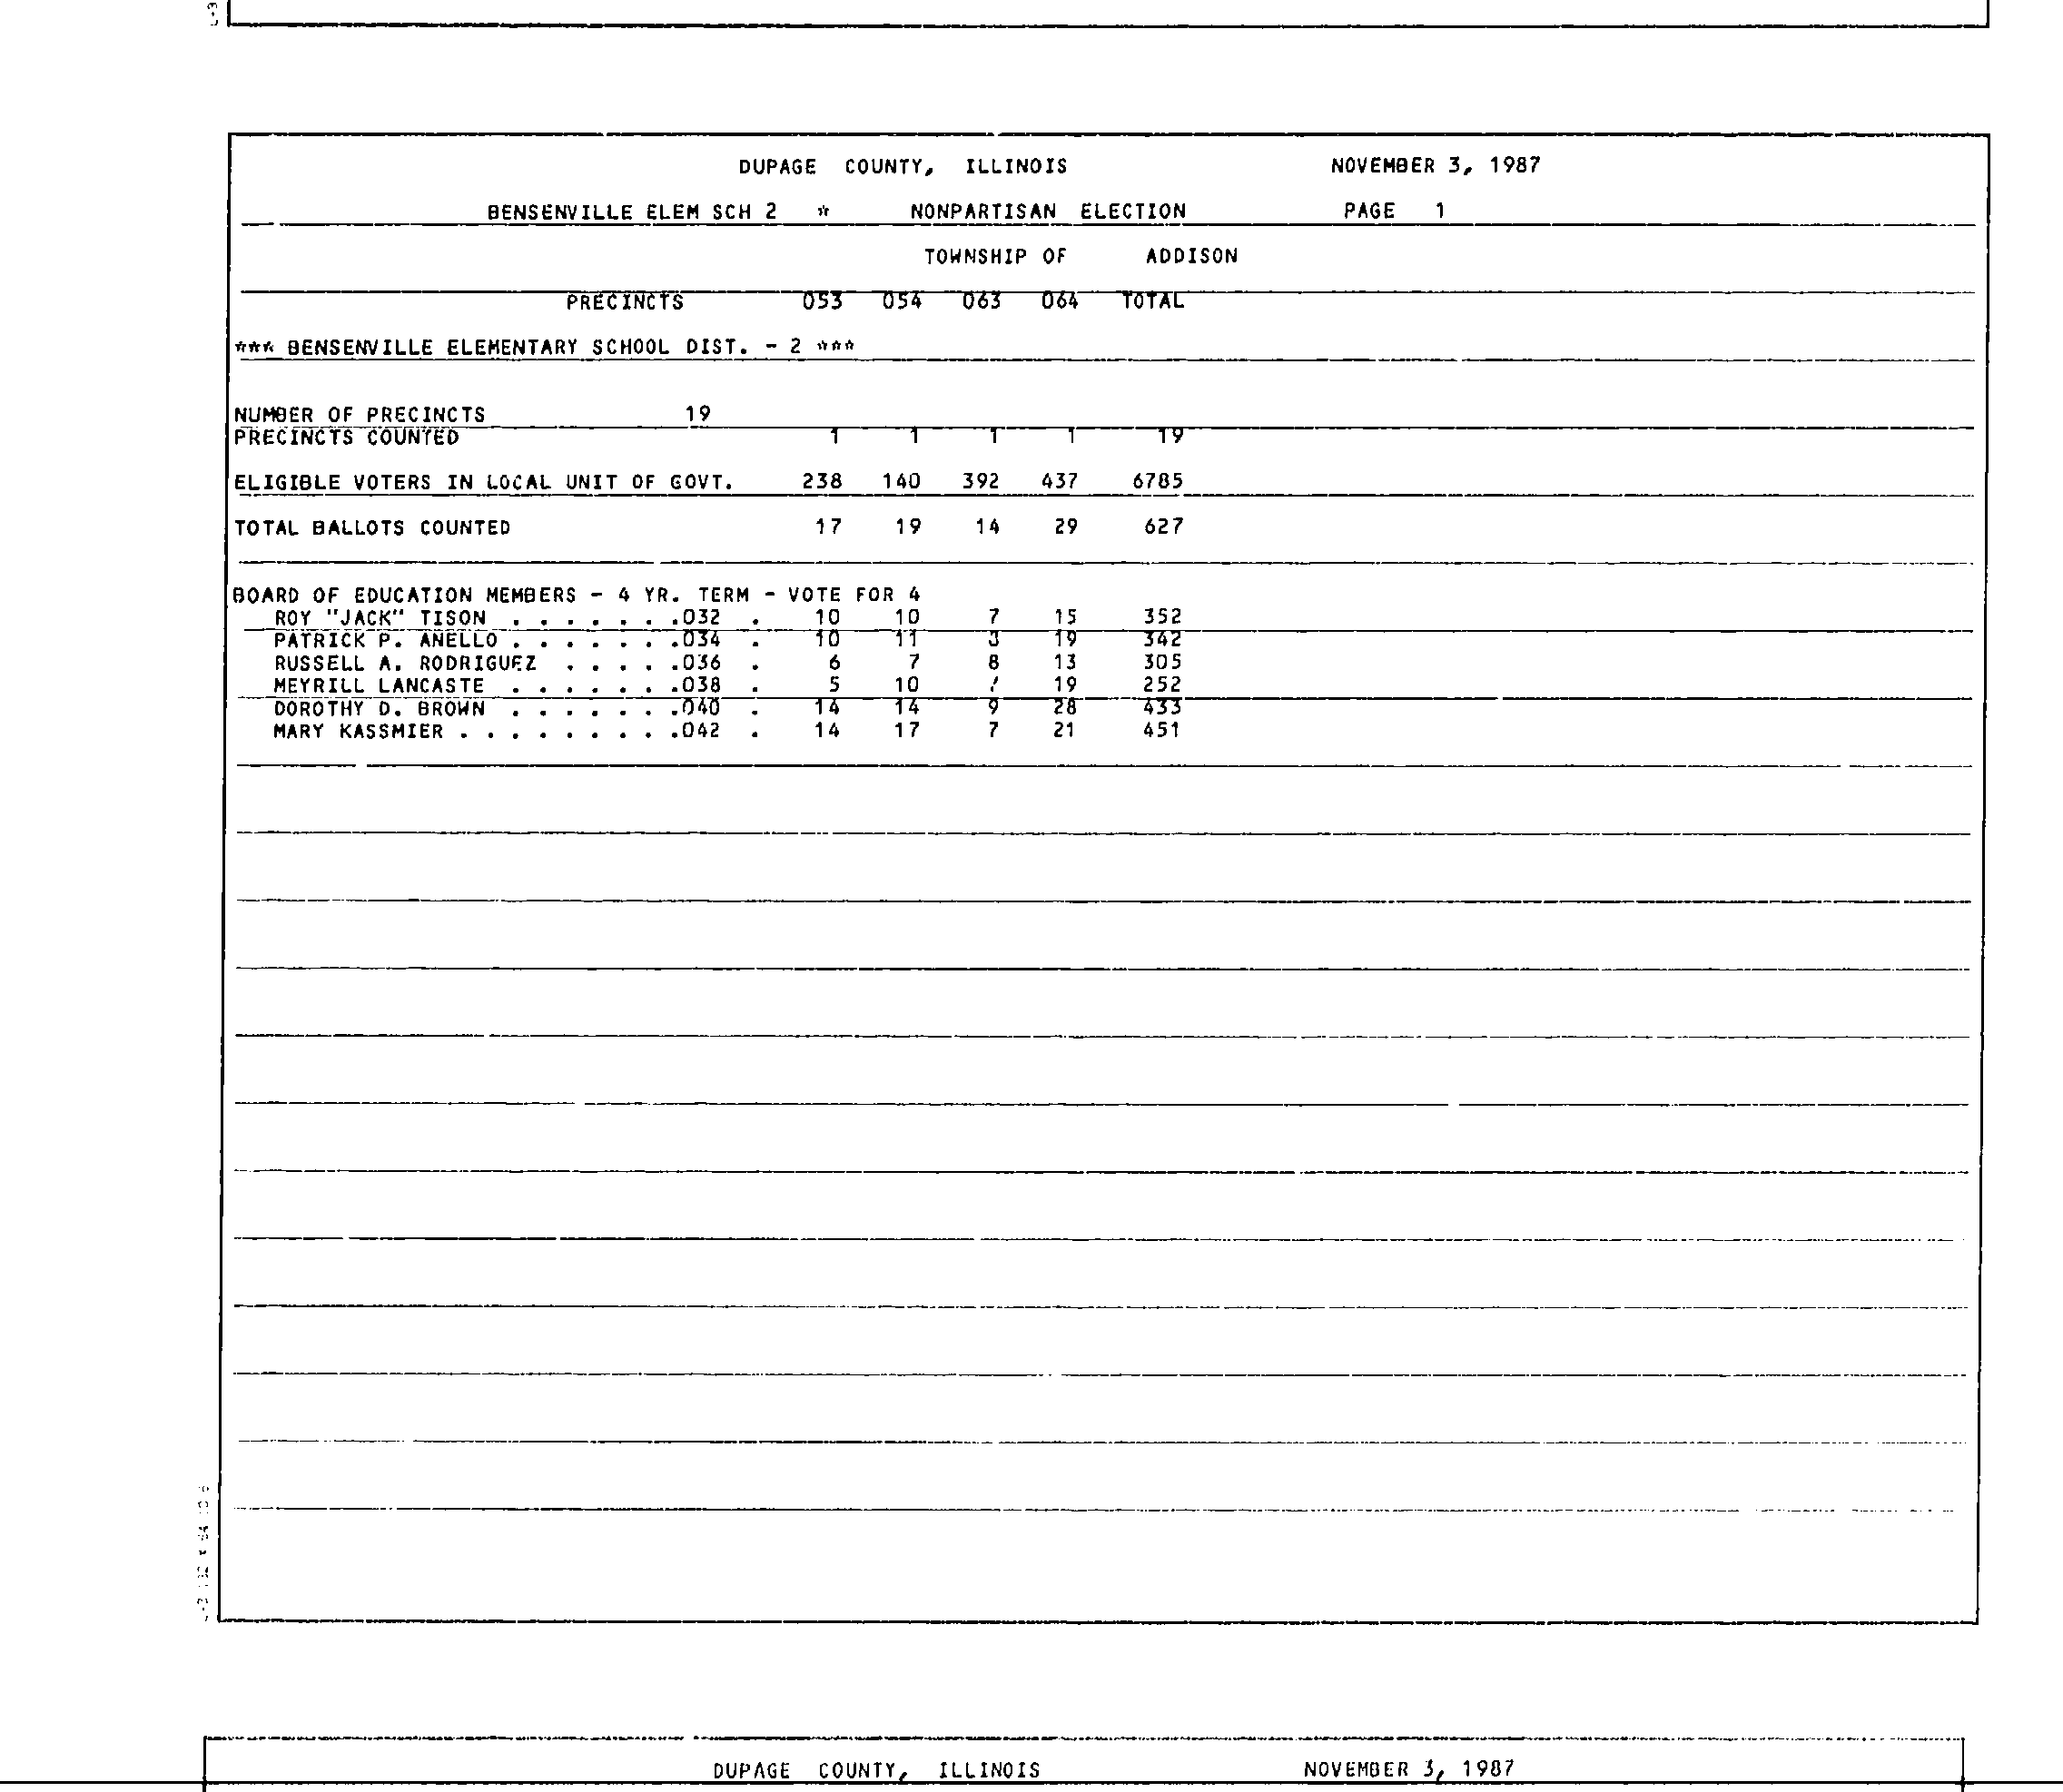 DUPAGE COUNTY, ILLINOIS NOVEMBER 3, 1987
BENSENVILLE ELEM SCH 2 * NONPARTISAN ELECTION PAGE 1
TOWNSHIP OF ADDISON
PRECINCTS 053 054 063 064 TOTAL
*** BENSENVILLE ELEMENTARY SCHOOL DIST. - 2 ***
NUMBER OF PRECINCTS 19
PRECINCTS COUNTED 1 1 1 1 19
ELIGIBLE VOTERS IN LOCAL UNIT OF GOVT. 238 140 392 437 6785
TOTAL BALLOTS COUNTED 17 19 14 29 627
BOARD OF EDUCATION MEMBERS - 4 YR. TERM - VOTE FOR 4
ROY "JACK" TISON . . . . . . .032 . 10 10 7 15 352
PATRICK P. ANELLO . . . . . . .034 . 10 11 19 342
RUSSELL A. RODRIGUEZ . . . . .036 . 6 7 8 13 305
MEYRILL LANCASTE . . . . . . .038 . 5 10 19 252
DOROTHY D. BROWN . . . . . . .040 . 14 14 9 28 433
MARY KASSMIER . . . . . . . . .042 . 14 17 7 21 451
DUPAGE COUNTY, ILLINOIS NOVEMBER 3, 1987